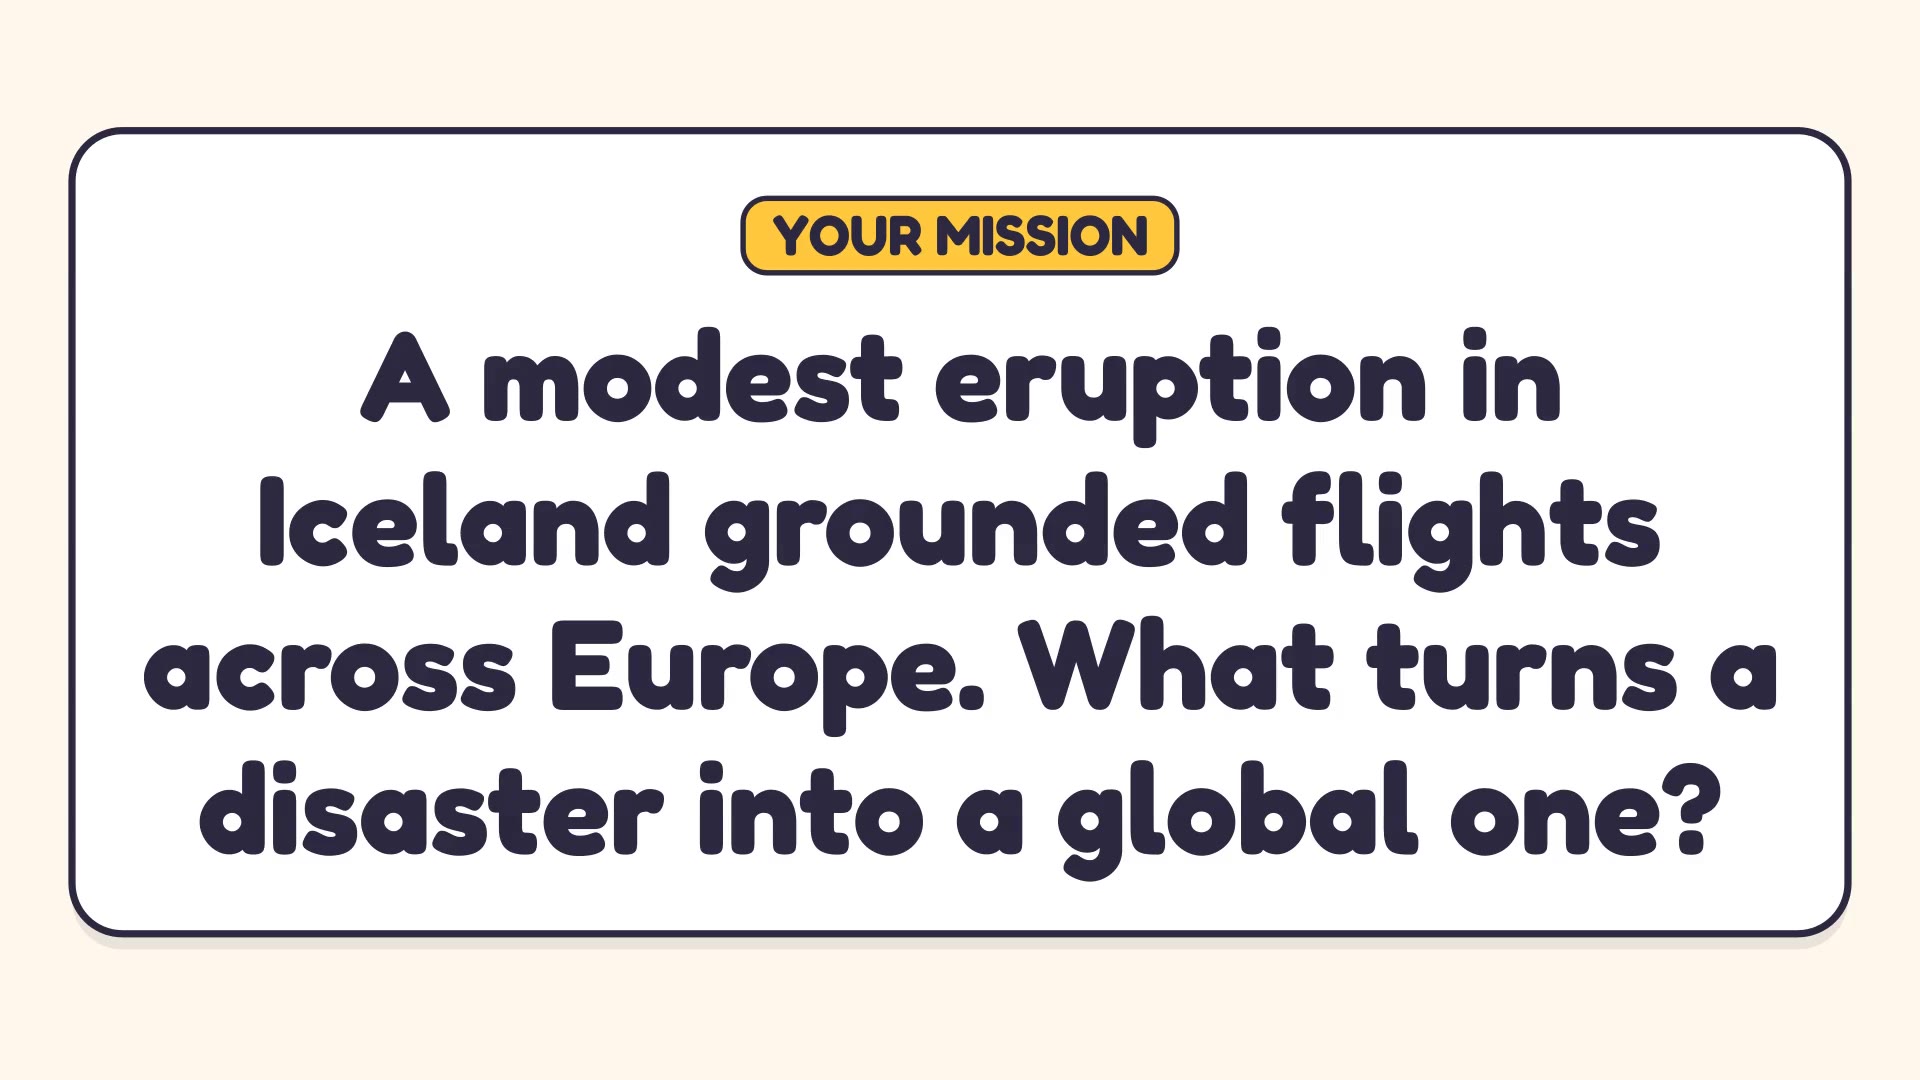 YOUR MISSION
A modest eruption in
Iceland grounded flights
across Europe. What turns a
disaster into a global one?